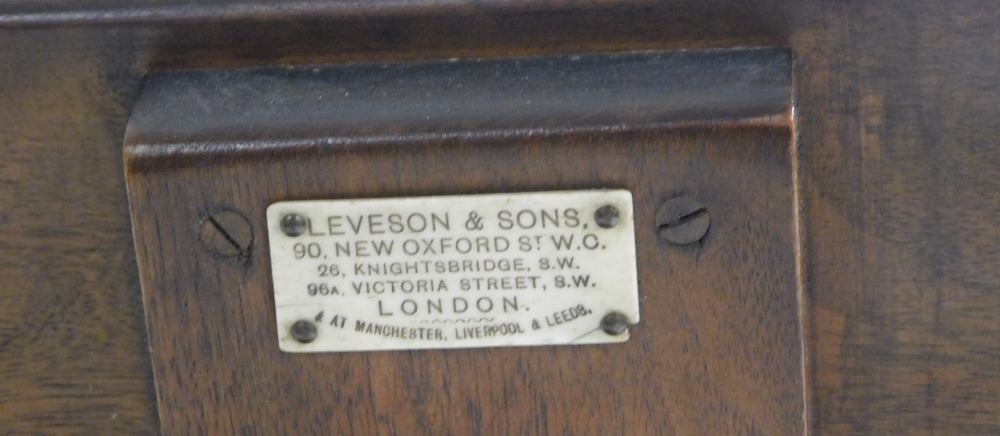 LEVESON & SONS,
90, NEW OXFORD ST W.C.
26, KNIGHTSBRIDGE, S.W.
96A, VICTORIA STREET, S.W.
LONDON.
& AT MANCHESTER, LIVERPOOL & LEEDS.